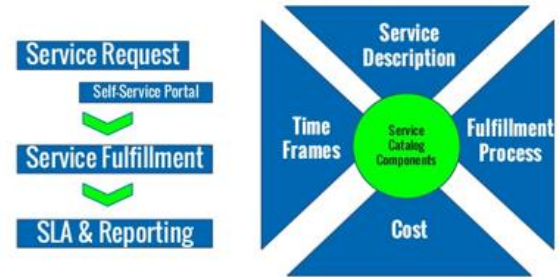 Service Request
Self-Service Portal
Service Fulfillment
SLA & Reporting
Service
Description
Time
Frames
Service
Catalog
Components
Fulfillment
Process
Cost